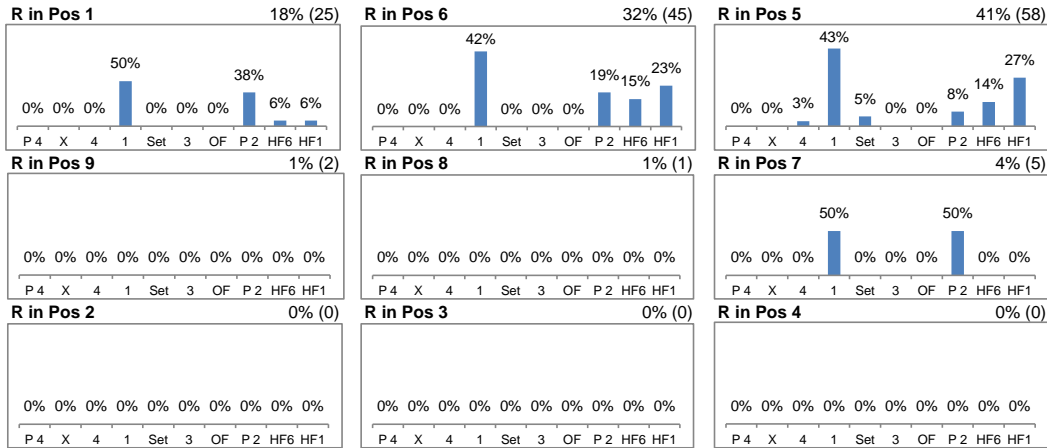 R in Pos 1 18% (25)
50%
38%
0% 0% 0% 0% 0% 0% 6% 6%
P 4 X 4 1 Set 3 OF P 2 HF6 HF1
R in Pos 6 32% (45)
42%
19% 15% 23%
0% 0% 0% 0% 0% 0%
P 4 X 4 1 Set 3 OF P 2 HF6 HF1
R in Pos 5 41% (58)
43%
27%
0% 0% 3% 5% 0% 0% 8% 14%
P 4 X 4 1 Set 3 OF P 2 HF6 HF1
R in Pos 9 1% (2)
0% 0% 0% 0% 0% 0% 0% 0% 0% 0%
P 4 X 4 1 Set 3 OF P 2 HF6 HF1
R in Pos 8 1% (1)
0% 0% 0% 0% 0% 0% 0% 0% 0% 0%
P 4 X 4 1 Set 3 OF P 2 HF6 HF1
R in Pos 7 4% (5)
50% 50%
0% 0% 0% 0% 0% 0% 0% 0%
P 4 X 4 1 Set 3 OF P 2 HF6 HF1
R in Pos 2 0% (0)
0% 0% 0% 0% 0% 0% 0% 0% 0% 0%
P 4 X 4 1 Set 3 OF P 2 HF6 HF1
R in Pos 3 0% (0)
0% 0% 0% 0% 0% 0% 0% 0% 0% 0%
P 4 X 4 1 Set 3 OF P 2 HF6 HF1
R in Pos 4 0% (0)
0% 0% 0% 0% 0% 0% 0% 0% 0% 0%
P 4 X 4 1 Set 3 OF P 2 HF6 HF1